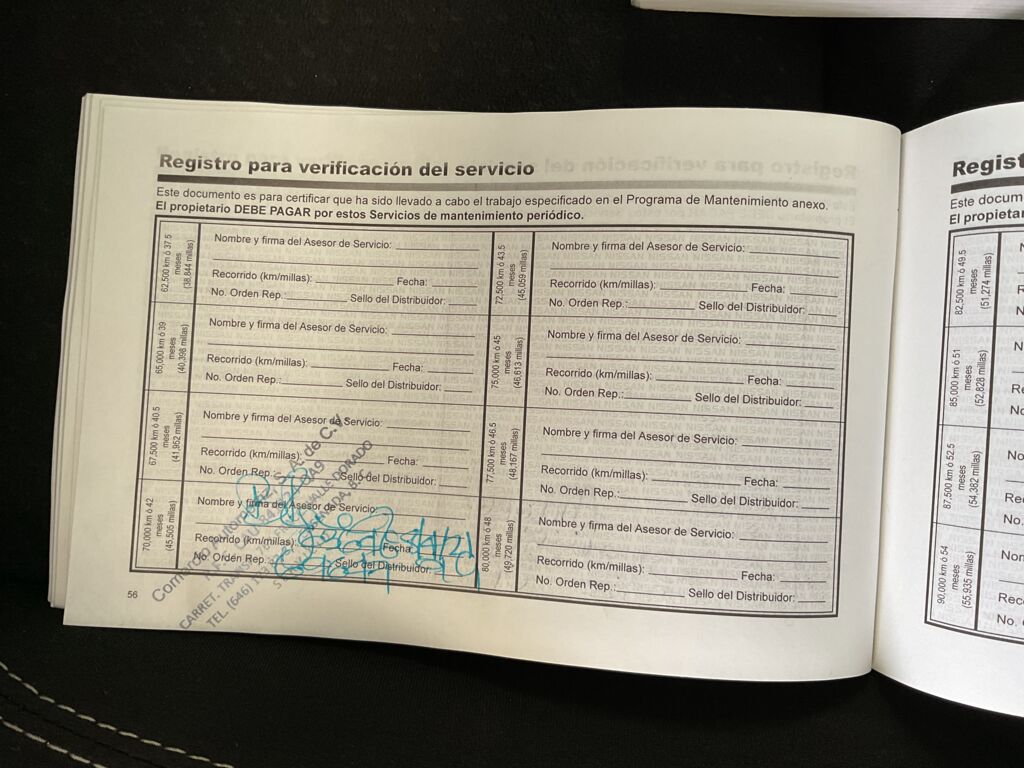 Registro para verificación del servicio
Este documento es para certificar que ha sido llevado a cabo el trabajo especificado en el Programa de Mantenimiento anexo.
El propietario DEBE PAGAR por estos Servicios de mantenimiento periódico.
62,500 km ó 37.5
meses
(38,844 millas)
Nombre y firma del Asesor de Servicio:
Recorrido (km/millas): Fecha:
No. Orden Rep.: Sello del Distribuidor:
65,000 km ó 39
meses
(40,398 millas)
Nombre y firma del Asesor de Servicio:
Recorrido (km/millas): Fecha:
No. Orden Rep.: Sello del Distribuidor:
67,500 km ó 40.5
meses
(41,952 millas)
Nombre y firma del Asesor de Servicio:
Recorrido (km/millas): Fecha:
No. Orden Rep.: Sello del Distribuidor:
70,000 km ó 42
meses
(45,505 millas)
Nombre y firma del Asesor de Servicio:
Recorrido (km/millas): Fecha:
No. Orden Rep.: Sello del Distribuidor:
S. A. de C.V.
VALLE DORADO
CARRET.
TEL. (646)
72,500 km ó 43.5
meses
(45,059 millas)
Nombre y firma del Asesor de Servicio:
Recorrido (km/millas): Fecha:
No. Orden Rep.: Sello del Distribuidor:
75,000 km ó 45
meses
(46,613 millas)
Nombre y firma del Asesor de Servicio:
Recorrido (km/millas): Fecha:
No. Orden Rep.: Sello del Distribuidor:
77,500 km ó 46.5
meses
(48,167 millas)
Nombre y firma del Asesor de Servicio:
Recorrido (km/millas): Fecha:
No. Orden Rep.: Sello del Distribuidor:
80,000 km ó 48
meses
(49,720 millas)
Nombre y firma del Asesor de Servicio:
Recorrido (km/millas): Fecha:
No. Orden Rep.: Sello del Distribuidor:
56
Regist
Este docum
El propietar
82,500 km ó 49.5
meses
(51,274 millas)
85,000 km ó 51
meses
(52,828 millas)
87,500 km ó 52.5
meses
(54,382 millas)
90,000 km ó 54
meses
(55,935 millas)